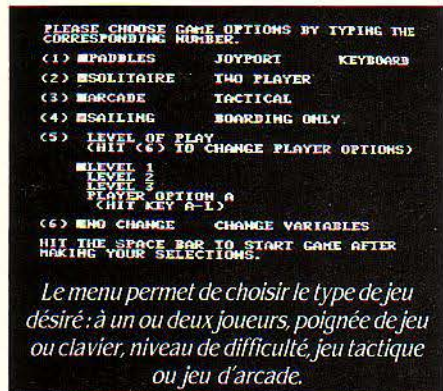 PLEASE CHOOSE GAME OPTIONS BY TYPING THE
CORRESPONDING NUMBER.
(1) PADDLES JOYPORT KEYBOARD
(2) SOLITAIRE TWO PLAYER
(3) ARCADE TACTICAL
(4) SAILING BOARDING ONLY
(5) LEVEL OF PLAY
(HIT (6) TO CHANGE PLAYER OPTIONS)
LEVEL 1
LEVEL 2
LEVEL 3
PLAYER OPTION A
(HIT KEY A-L)
(6) NO CHANGE CHANGE VARIABLES
HIT THE SPACE BAR TO START GAME AFTER
MAKING YOUR SELECTIONS.
Le menu permet de choisir le type de jeu
désiré : à un ou deux joueurs, poignée de jeu
ou clavier, niveau de difficulté, jeu tactique
ou jeu d'arcade.